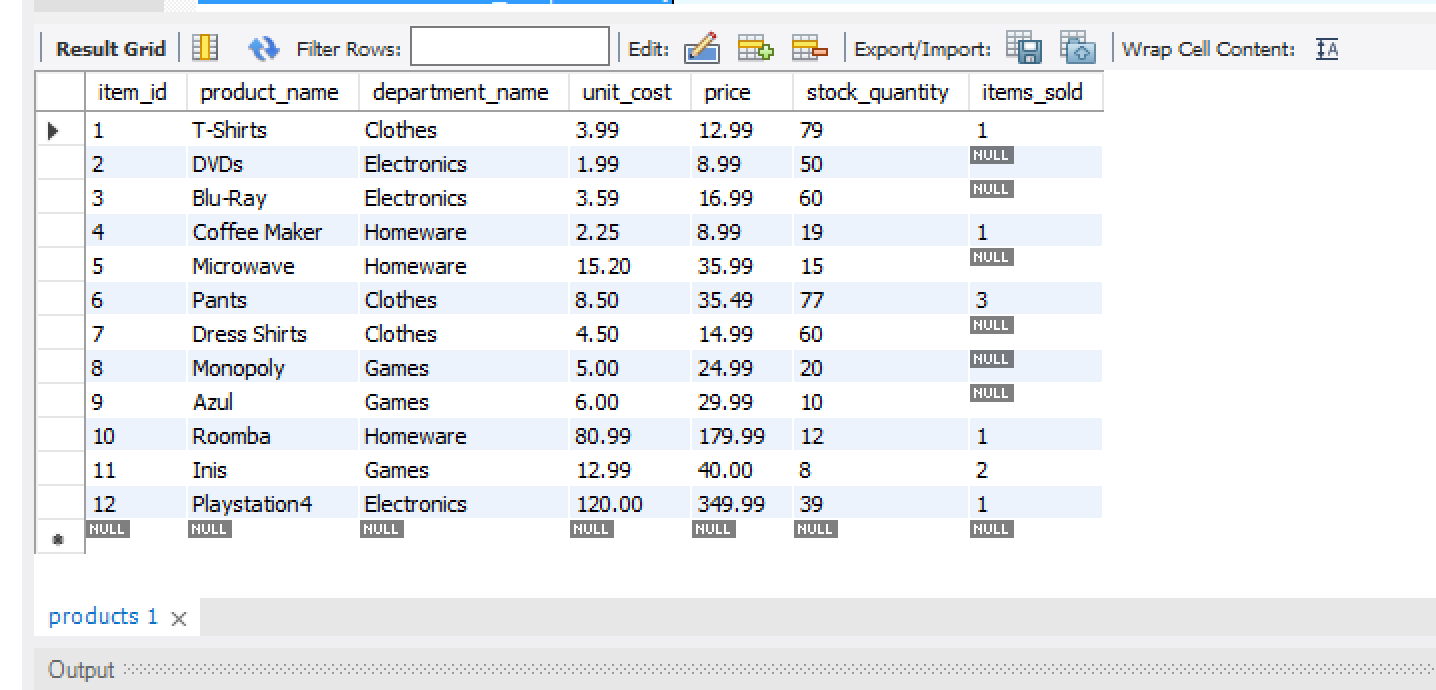 Result Grid Filter Rows: Edit: Export/Import: Wrap Cell Content: IA
item_id product_name department_name unit_cost price stock_quantity items_sold
1 T-Shirts Clothes 3.99 12.99 79 1
2 DVDs Electronics 1.99 8.99 50 NULL
3 Blu-Ray Electronics 3.59 16.99 60 NULL
4 Coffee Maker Homeware 2.25 8.99 19 1
5 Microwave Homeware 15.20 35.99 15 NULL
6 Pants Clothes 8.50 35.49 77 3
7 Dress Shirts Clothes 4.50 14.99 60 NULL
8 Monopoly Games 5.00 24.99 20 NULL
9 Azul Games 6.00 29.99 10 NULL
10 Roomba Homeware 80.99 179.99 12 1
11 Inis Games 12.99 40.00 8 2
12 Playstation4 Electronics 120.00 349.99 39 1
NULL NULL NULL NULL NULL NULL NULL
products 1
Output